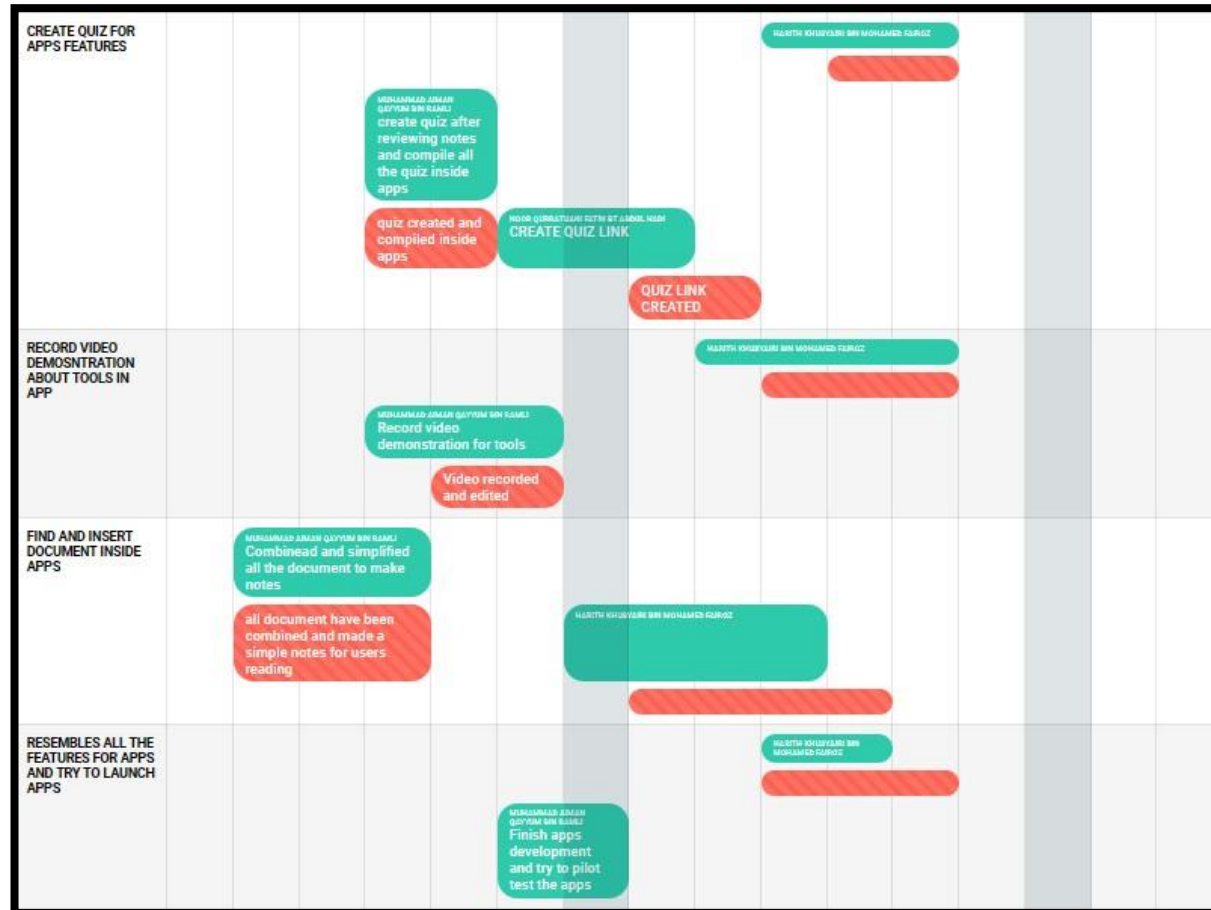 CREATE QUIZ FOR
APPS FEATURES
HARITH KHUWAIRI BIN MOHAMED FAIROZ
MUHAMMAD AIMAN
QAYYUM BIN RAMLI
create quiz after
reviewing notes
and compile all
the quiz inside
apps
quiz created and
compiled inside
apps
NOOR QURRATUAINI FATHI BT ABDUL HADI
CREATE QUIZ LINK
QUIZ LINK
CREATED
RECORD VIDEO
DEMOSNTRATION
ABOUT TOOLS IN
APP
HARITH KHUWAIRI BIN MOHAMED FAIROZ
MUHAMMAD AIMAN QAYYUM BIN RAMLI
Record video
demonstration for tools
Video recorded
and edited
FIND AND INSERT
DOCUMENT INSIDE
APPS
MUHAMMAD AIMAN QAYYUM BIN RAMLI
Combinead and simplified
all the document to make
notes
all document have been
combined and made a
simple notes for users
reading
HARITH KHUWAIRI BIN MOHAMED FAIROZ
RESEMBLES ALL THE
FEATURES FOR APPS
AND TRY TO LAUNCH
APPS
HARITH KHUWAIRI BIN
MOHAMED FAIROZ
MUHAMMAD AIMAN
QAYYUM BIN RAMLI
Finish apps
development
and try to pilot
test the apps